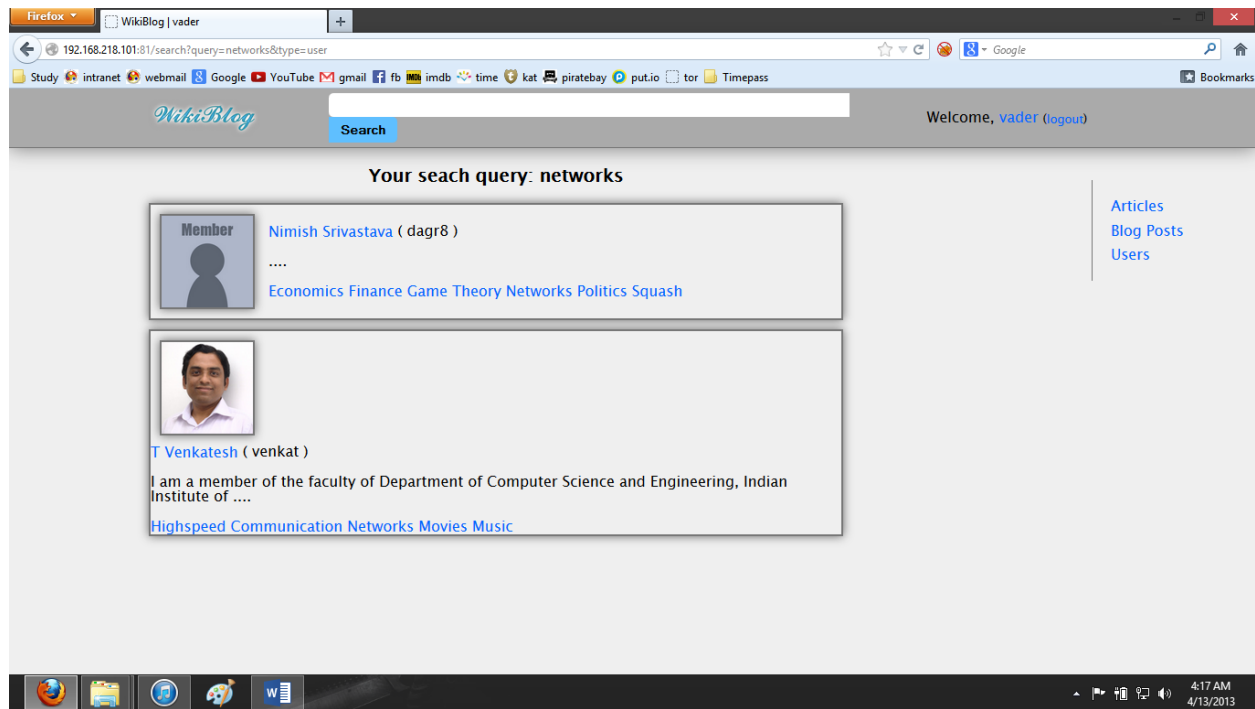 Firefox
WikiBlog | vader
192.168.218.101:81/search?query=networks&type=user
Google
Study intranet webmail Google YouTube gmail fb imdb time kat piratebay put.io tor Timepass
Bookmarks
WikiBlog
Search
Welcome, vader (logout)
Your seach query: networks
Articles
Blog Posts
Users
Member
Nimish Srivastava ( dagr8 )
....
Economics Finance Game Theory Networks Politics Squash
T Venkatesh ( venkat )
I am a member of the faculty of Department of Computer Science and Engineering, Indian
Institute of ....
Highspeed Communication Networks Movies Music
4:17 AM
4/13/2013